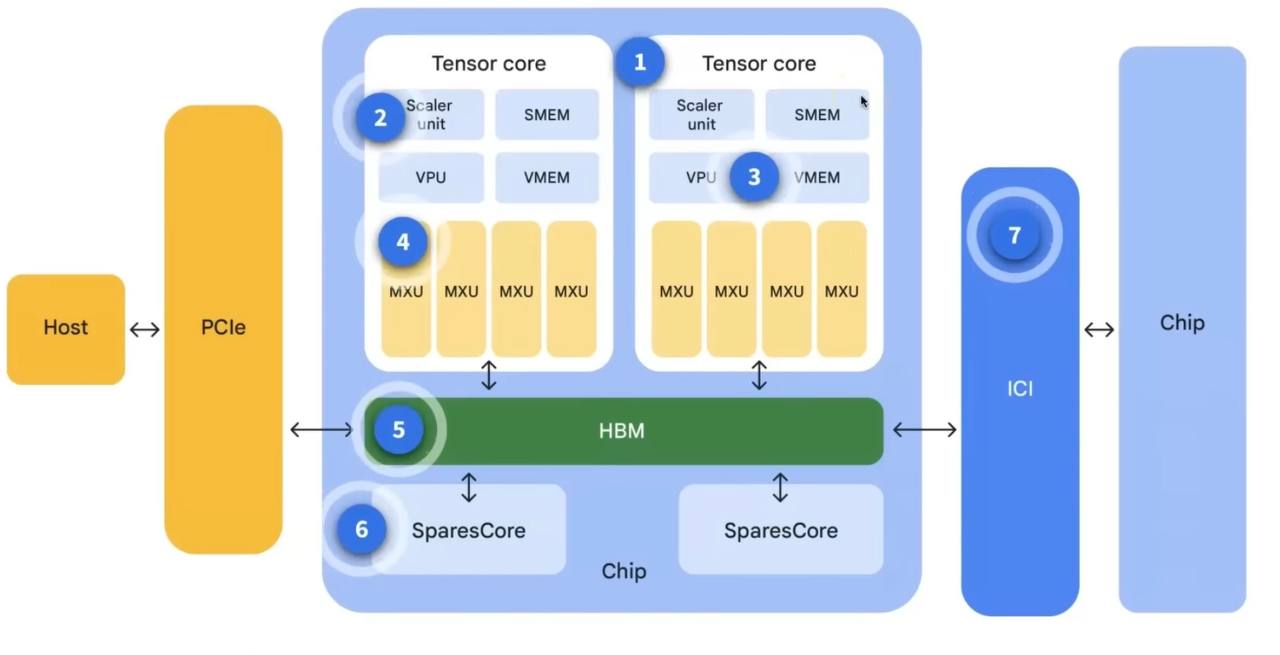 Tensor core
1
Tensor core
2
Scaler
unit
SMEM
Scaler
unit
SMEM
VPU
VMEM
VPU
3
VMEM
4
MXU
MXU
MXU
MXU
MXU
MXU
MXU
MXU
7
Host
PCIe
ICI
Chip
5
HBM
6
SparesCore
SparesCore
Chip